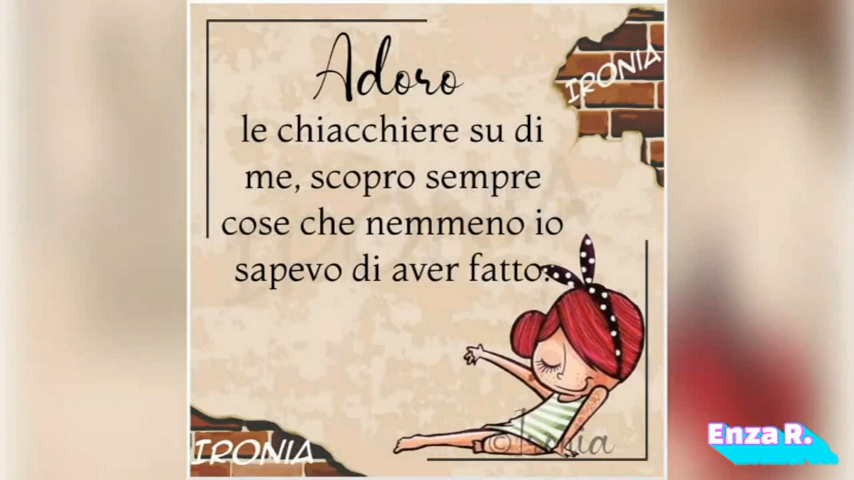 IRONIA
Adoro
le chiacchiere su di
me, scopro sempre
cose che nemmeno io
sapevo di aver fatto.
©Ironia
IRONIA
Enza R.